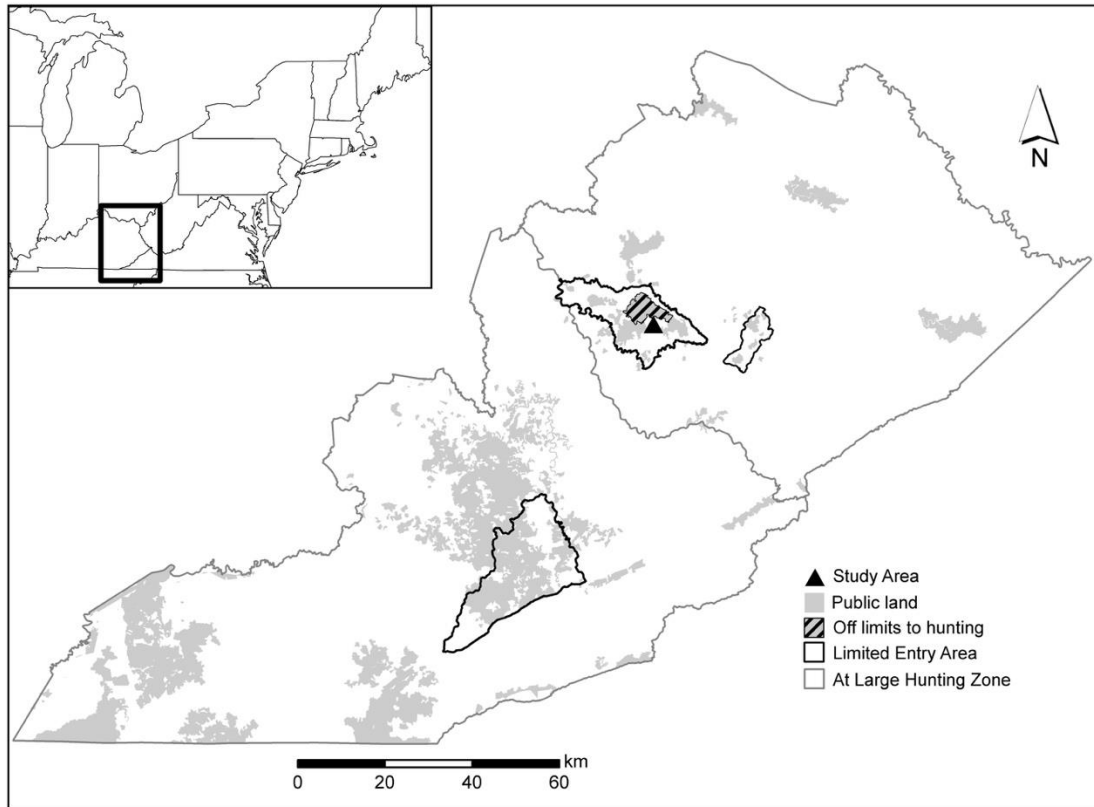 N
Study Area
Public land
Off limits to hunting
Limited Entry Area
At Large Hunting Zone
km
0 20 40 60